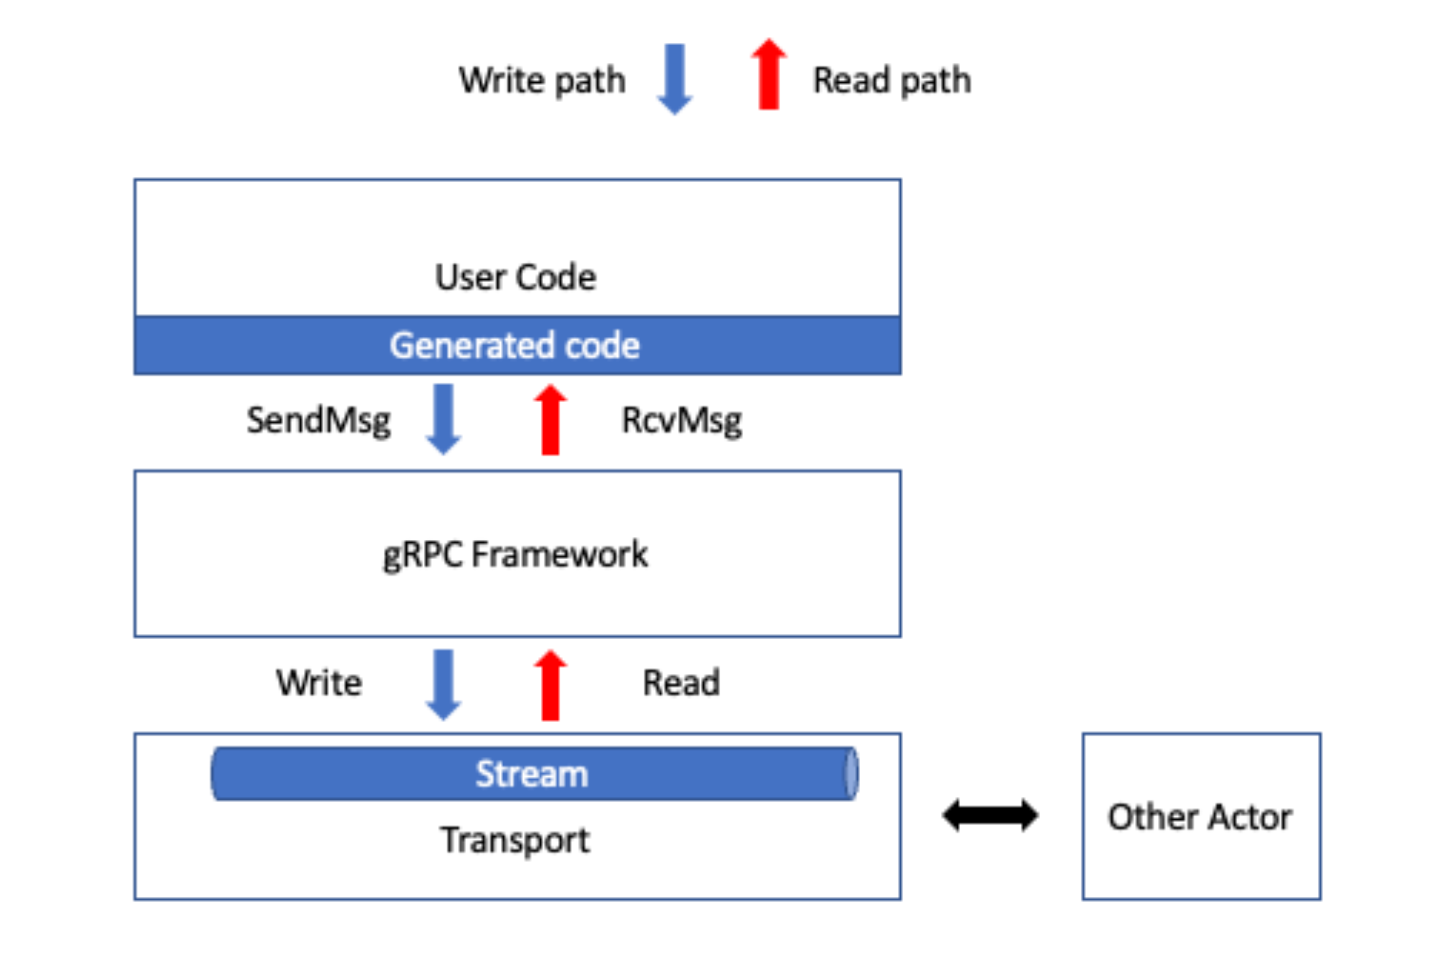 Write path
Read path
User Code
Generated code
SendMsg
RcvMsg
gRPC Framework
Write
Read
Stream
Transport
Other Actor